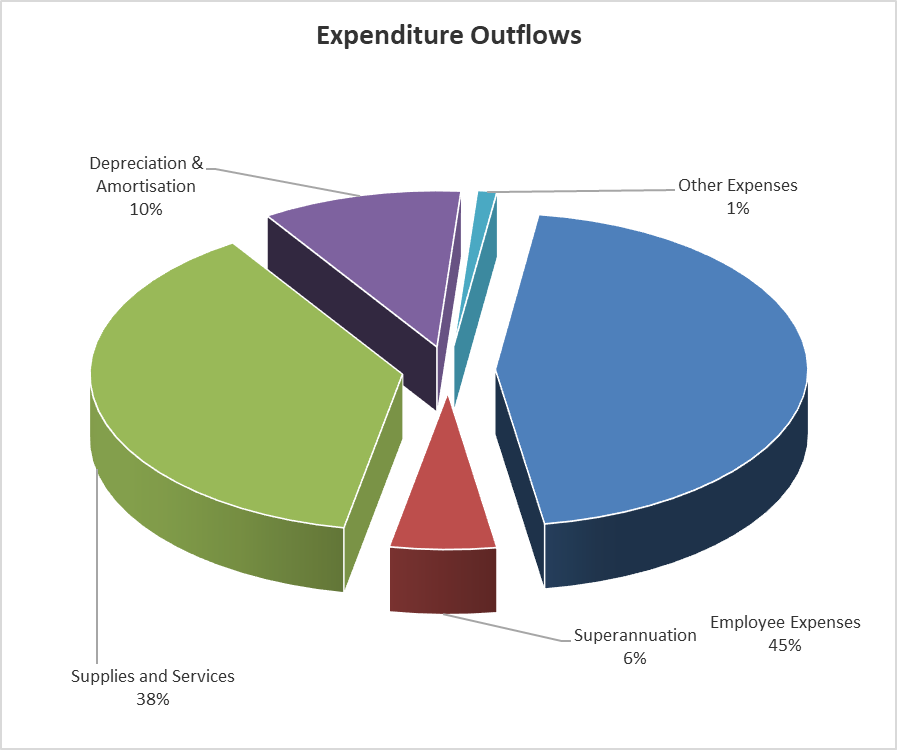 Expenditure Outflows
Depreciation &
Amortisation
10%
Other Expenses
1%
Employee Expenses
45%
Superannuation
6%
Supplies and Services
38%